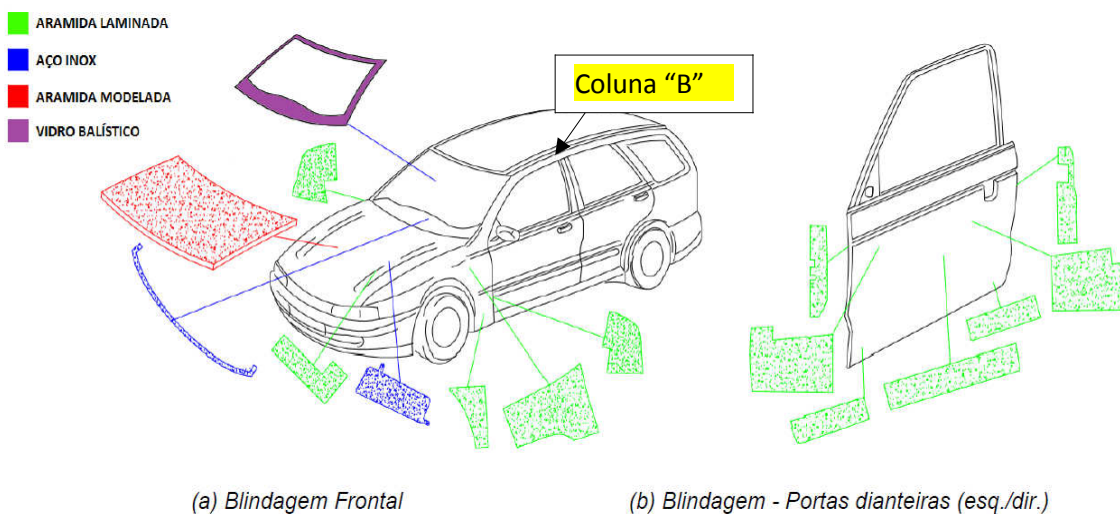 ARAMIDA LAMINADA
AÇO INOX
ARAMIDA MODELADA
VIDRO BALÍSTICO
Coluna “B”
(a) Blindagem Frontal
(b) Blindagem - Portas dianteiras (esq./dir.)